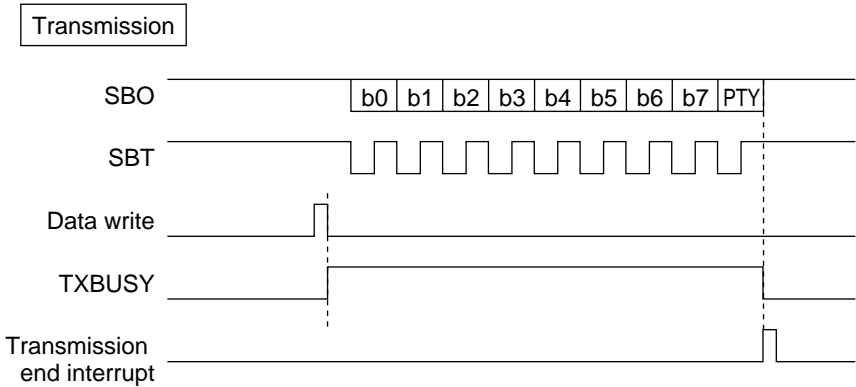 Transmission
SBO b0 b1 b2 b3 b4 b5 b6 b7 PTY
SBT
Data write
TXBUSY
Transmission
end interrupt